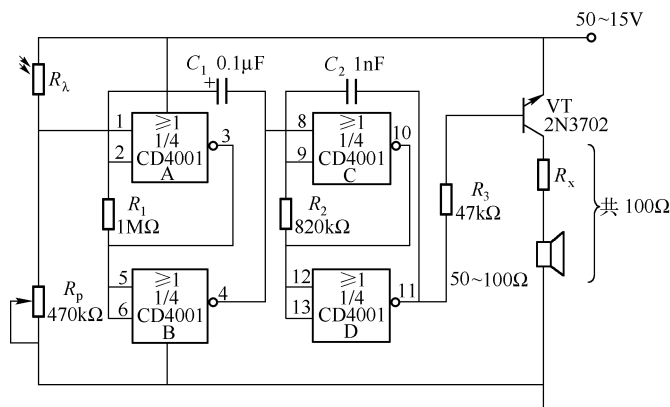 50~15V
C₁ 0.1μF
C₂ 1nF
+
Rλ
VT
2N3702
1
2
≥1
1/4
CD4001
A
3
8
9
≥1
1/4
CD4001
C
10
R₁
1MΩ
R₂
820kΩ
R₃
47kΩ
Rₓ
共 100Ω
Rₚ
470kΩ
5
6
≥1
1/4
CD4001
B
4
12
13
≥1
1/4
CD4001
D
11
50~100Ω